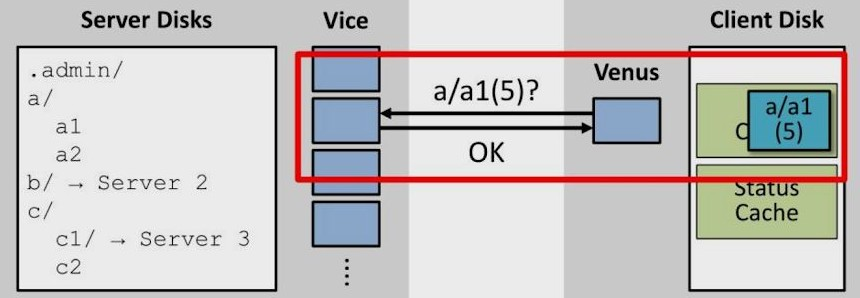 Server Disks
Vice
Client Disk
.admin/
a/
a1
a2
b/ → Server 2
c/
c1/ → Server 3
c2
a/a1(5)?
OK
Venus
a/a1
(5)
Status
Cache